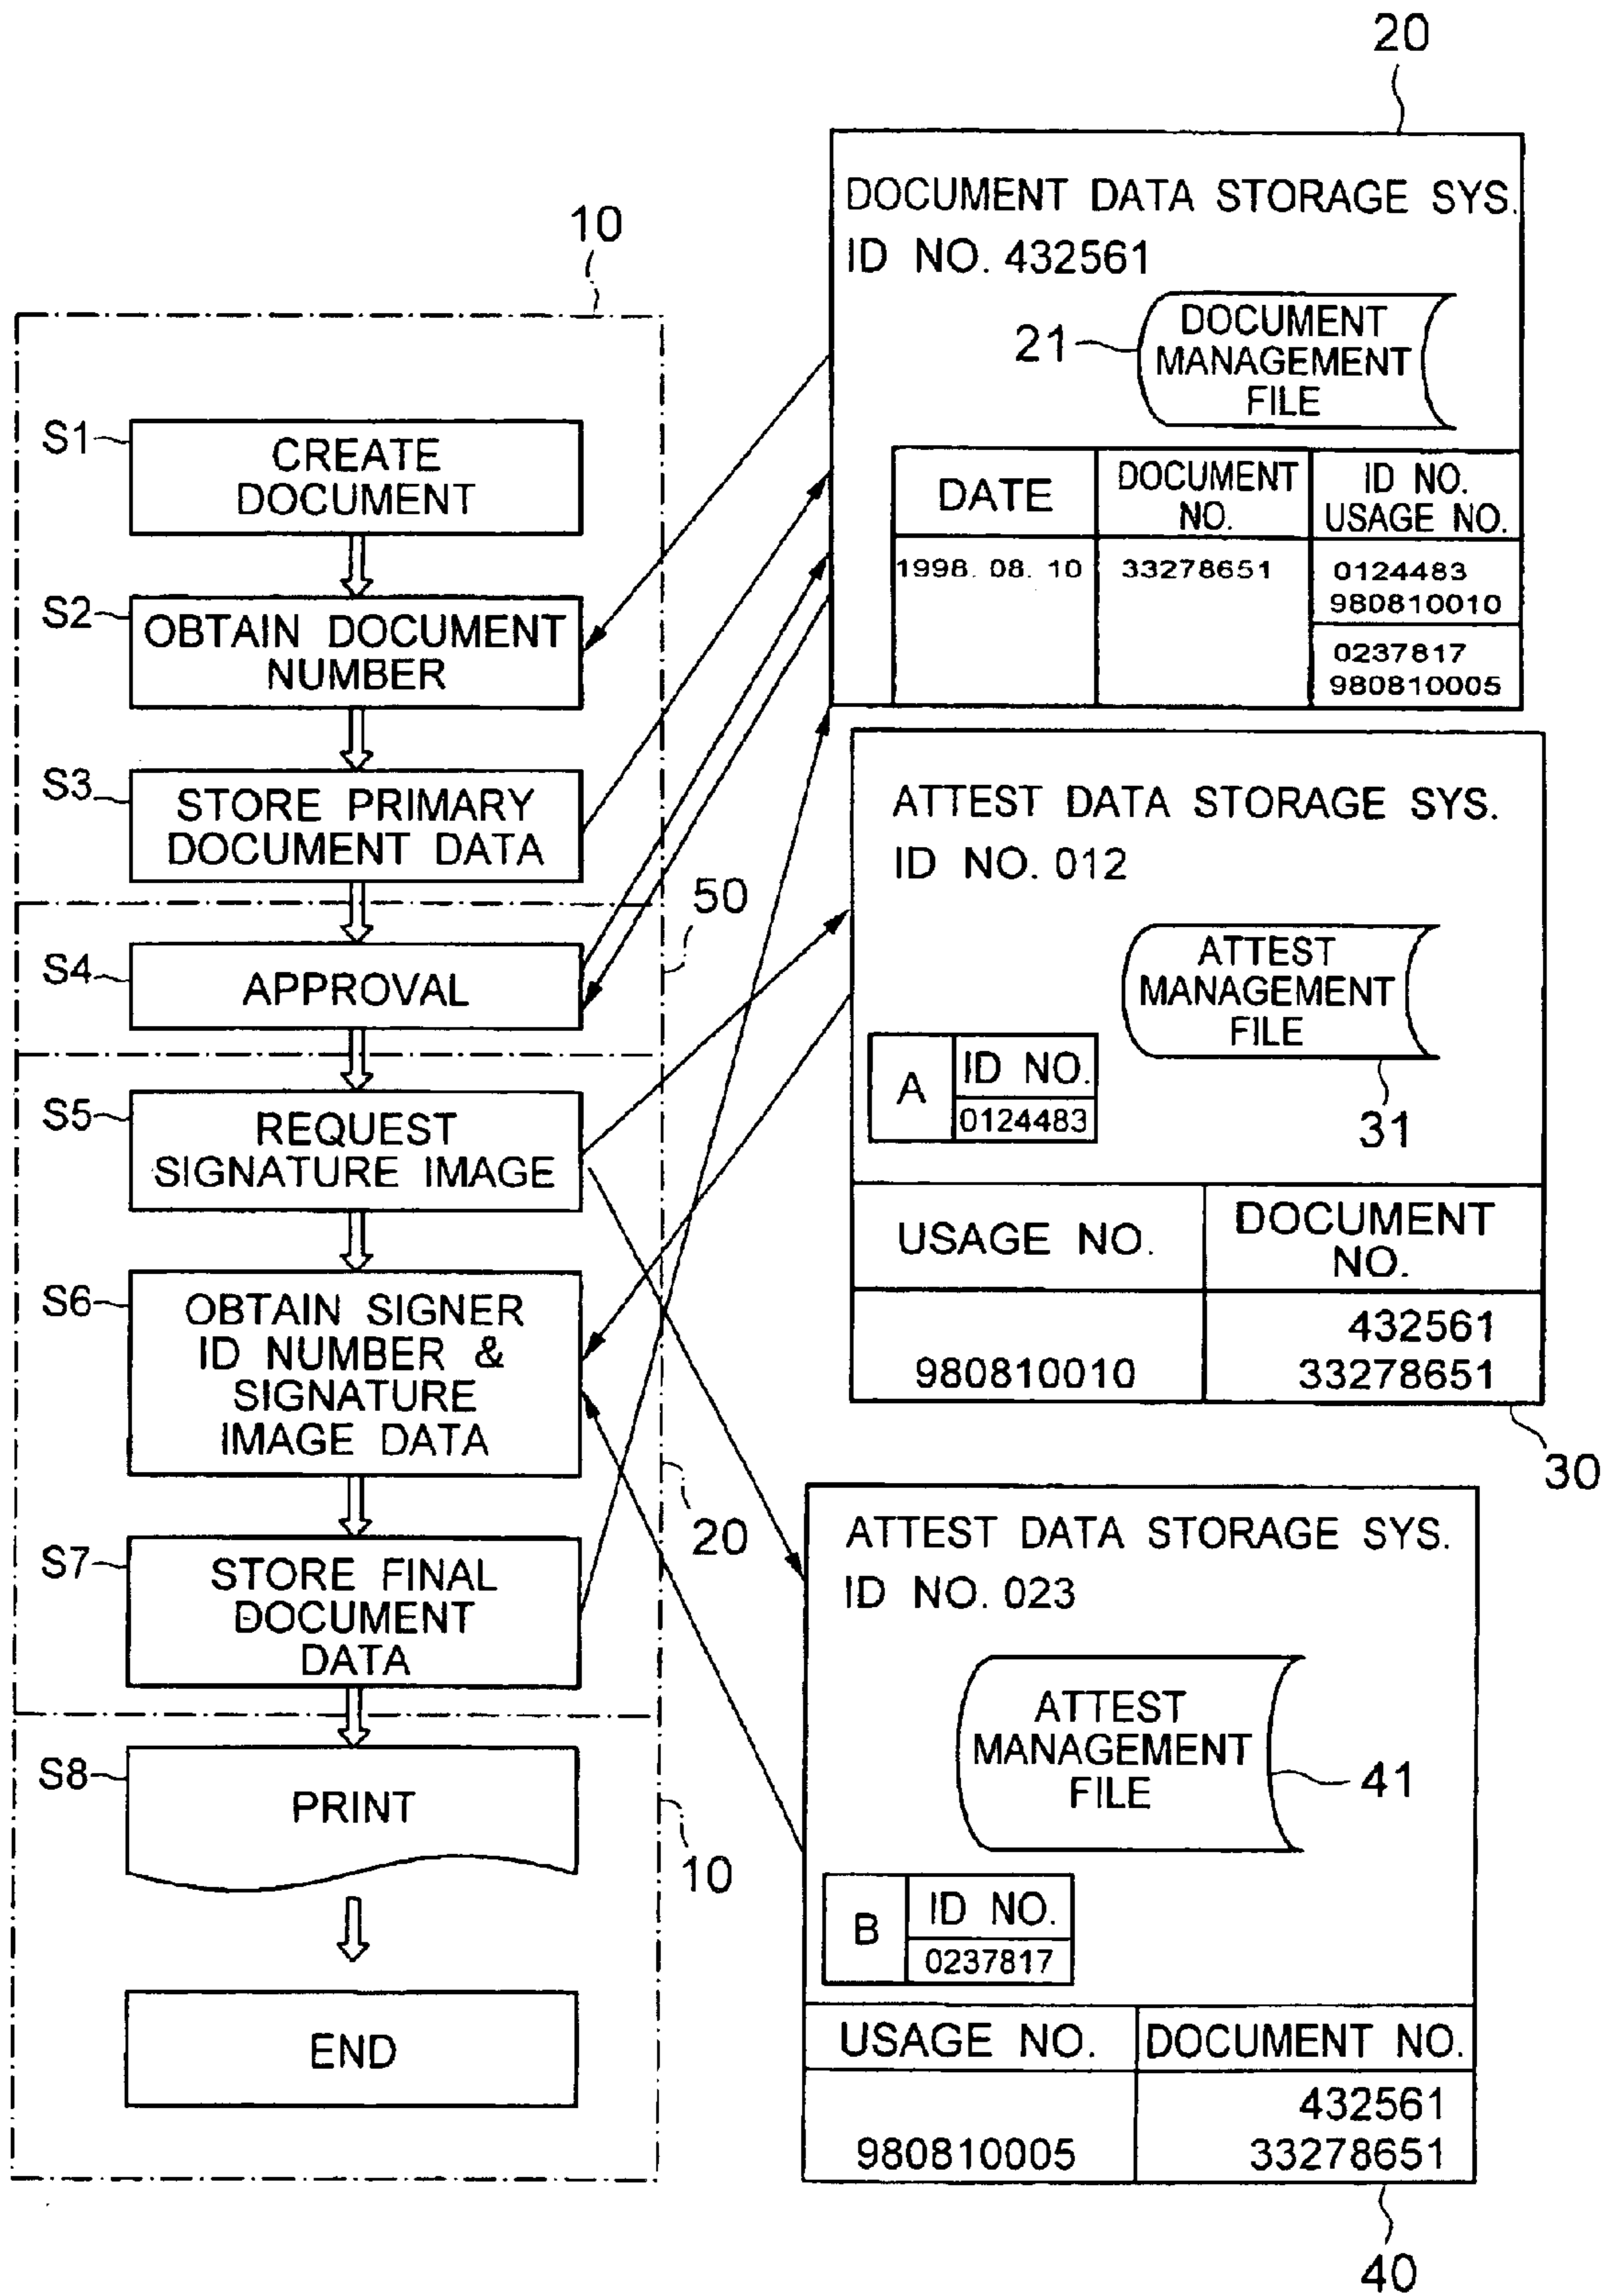 20
DOCUMENT DATA STORAGE SYS.
ID NO. 432561
21
DOCUMENT
MANAGEMENT
FILE
DATE
DOCUMENT
NO.
ID NO.
USAGE NO.
1998. 08. 10
33278651
0124483
980810010
0237817
980810005
10
S1
CREATE
DOCUMENT
S2
OBTAIN DOCUMENT
NUMBER
S3
STORE PRIMARY
DOCUMENT DATA
50
S4
APPROVAL
S5
REQUEST
SIGNATURE IMAGE
S6
OBTAIN SIGNER
ID NUMBER &
SIGNATURE
IMAGE DATA
20
S7
STORE FINAL
DOCUMENT
DATA
S8
PRINT
10
END
ATTEST DATA STORAGE SYS.
ID NO. 012
ATTEST
MANAGEMENT
FILE
31
A
ID NO.
0124483
USAGE NO.
DOCUMENT
NO.
980810010
432561
33278651
30
ATTEST DATA STORAGE SYS.
ID NO. 023
ATTEST
MANAGEMENT
FILE
41
B
ID NO.
0237817
USAGE NO.
DOCUMENT NO.
980810005
432561
33278651
40